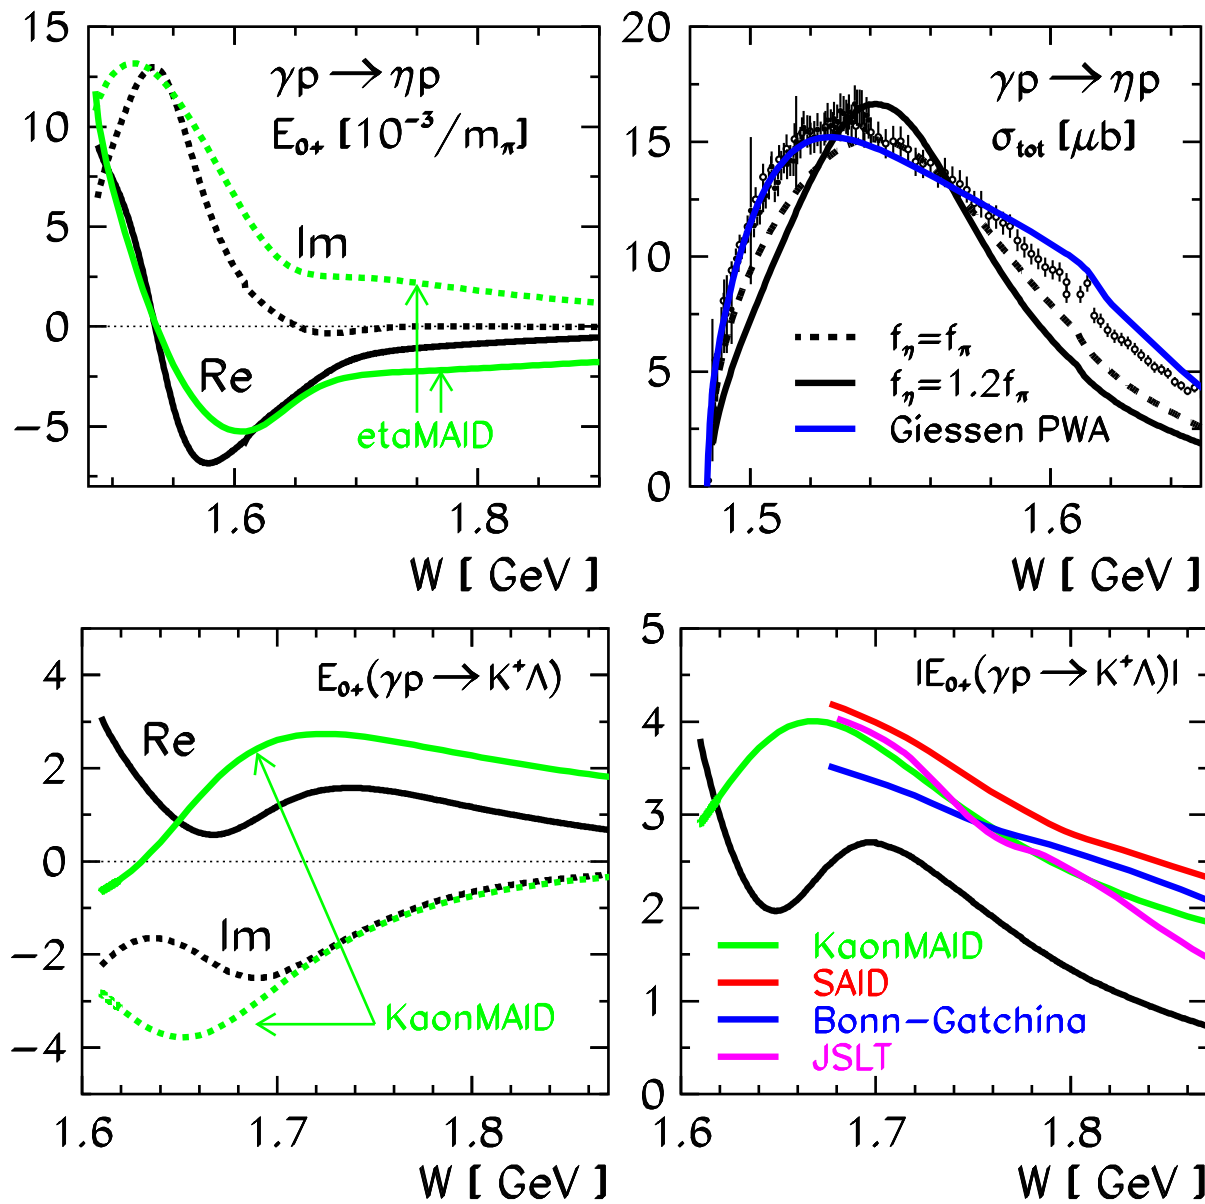 15
10
5
0
−5
γp → ηp
E₀₊ [10⁻³/mπ]
Im
Re
etaMAID
1.6
1.8
W [ GeV ]
20
15
10
5
0
γp → ηp
σtot [μb]
fη=fπ
fη=1.2fπ
Giessen PWA
1.5
1.6
W [ GeV ]
4
2
0
−2
−4
E₀₊(γp → K⁺Λ)
Re
Im
KaonMAID
1.6
1.7
1.8
W [ GeV ]
5
4
3
2
1
0
|E₀₊(γp → K⁺Λ)|
KaonMAID
SAID
Bonn−Gatchina
JSLT
1.6
1.7
1.8
W [ GeV ]